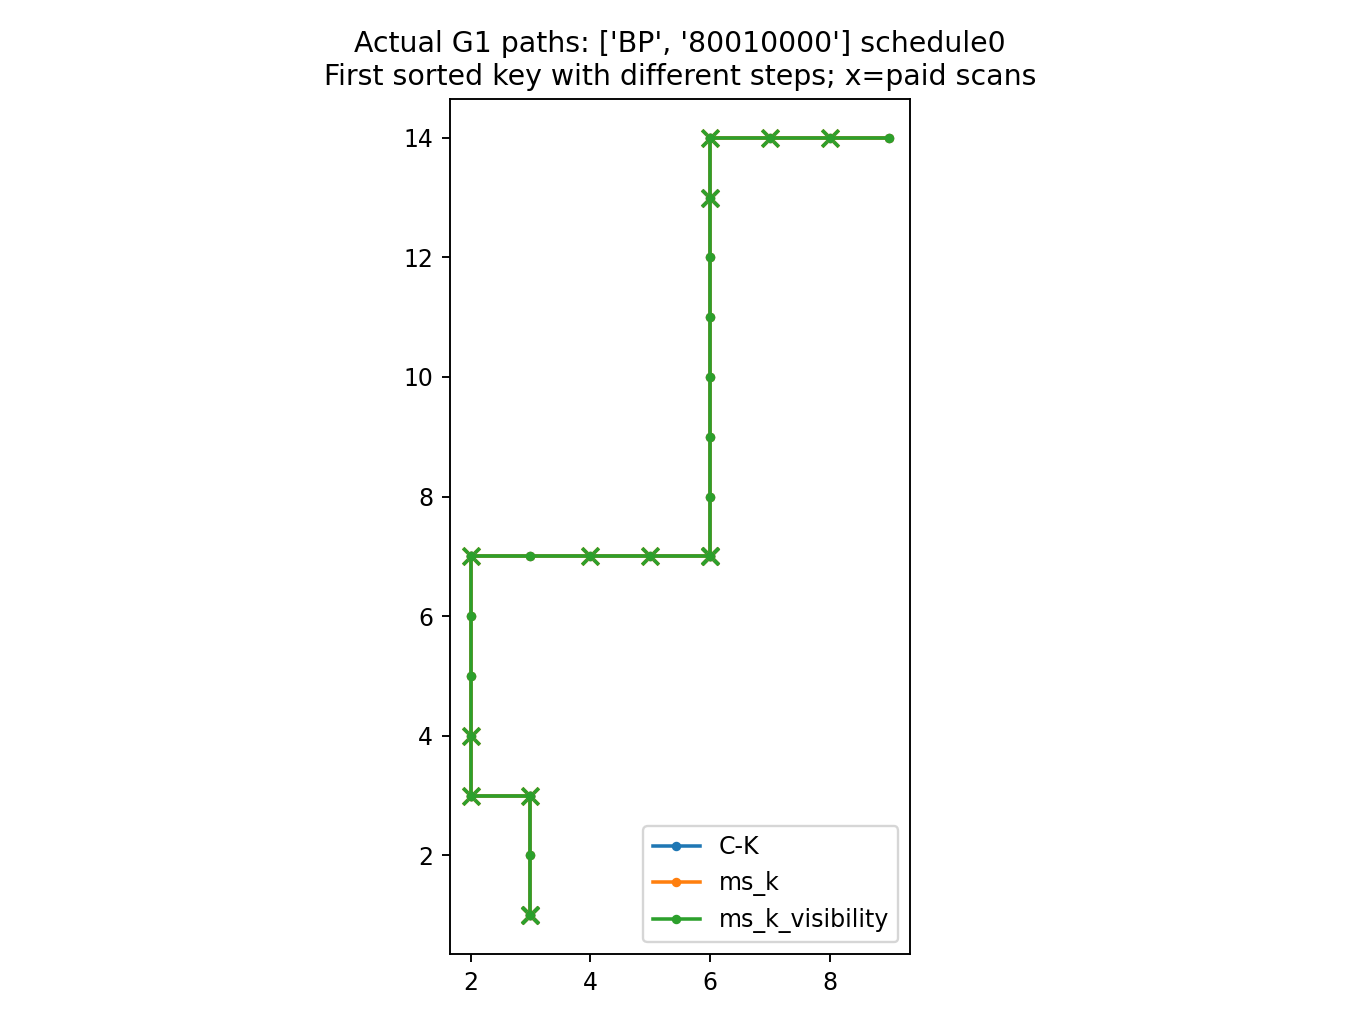 Actual G1 paths: ['BP', '80010000'] schedule0
First sorted key with different steps; x=paid scans
14
12
10
8
6
4
2
C-K
ms_k
ms_k_visibility
2 4 6 8